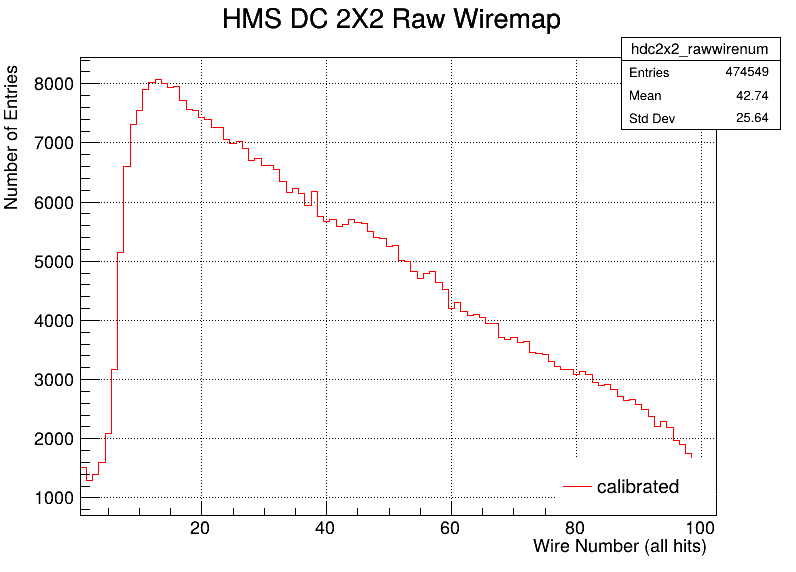 HMS DC 2X2 Raw Wiremap
hdc2x2_rawwirenum
Entries 474549
Mean 42.74
Std Dev 25.64
Number of Entries
8000
7000
6000
5000
4000
3000
2000
1000
calibrated
20 40 60 80 100
Wire Number (all hits)